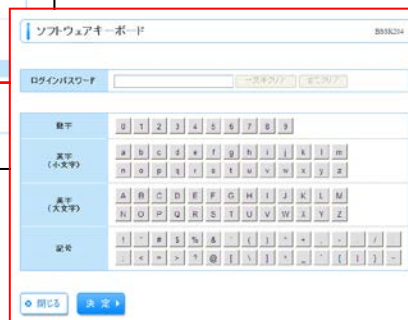 ソフトウェアキーボード
BSSK204
ログインパスワード
一文字クリア 全てクリア
数字
0 1 2 3 4 5 6 7 8 9
英字
(小文字)
a b c d e f g h i j k l m
n o p q r s t u v w x y z
英字
(大文字)
A B C D E F G H I J K L M
N O P Q R S T U V W X Y Z
記号
! " # $ % & ' ( ) * + , - . / :
; < = > ? @ [ \ ] ^ _ ` { | } ~
閉じる 決 定